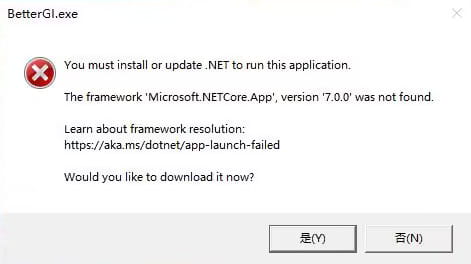 BetterGI.exe
You must install or update .NET to run this application.
The framework 'Microsoft.NETCore.App', version '7.0.0' was not found.
Learn about framework resolution:
https://aka.ms/dotnet/app-launch-failed
Would you like to download it now?
是(Y)
否(N)